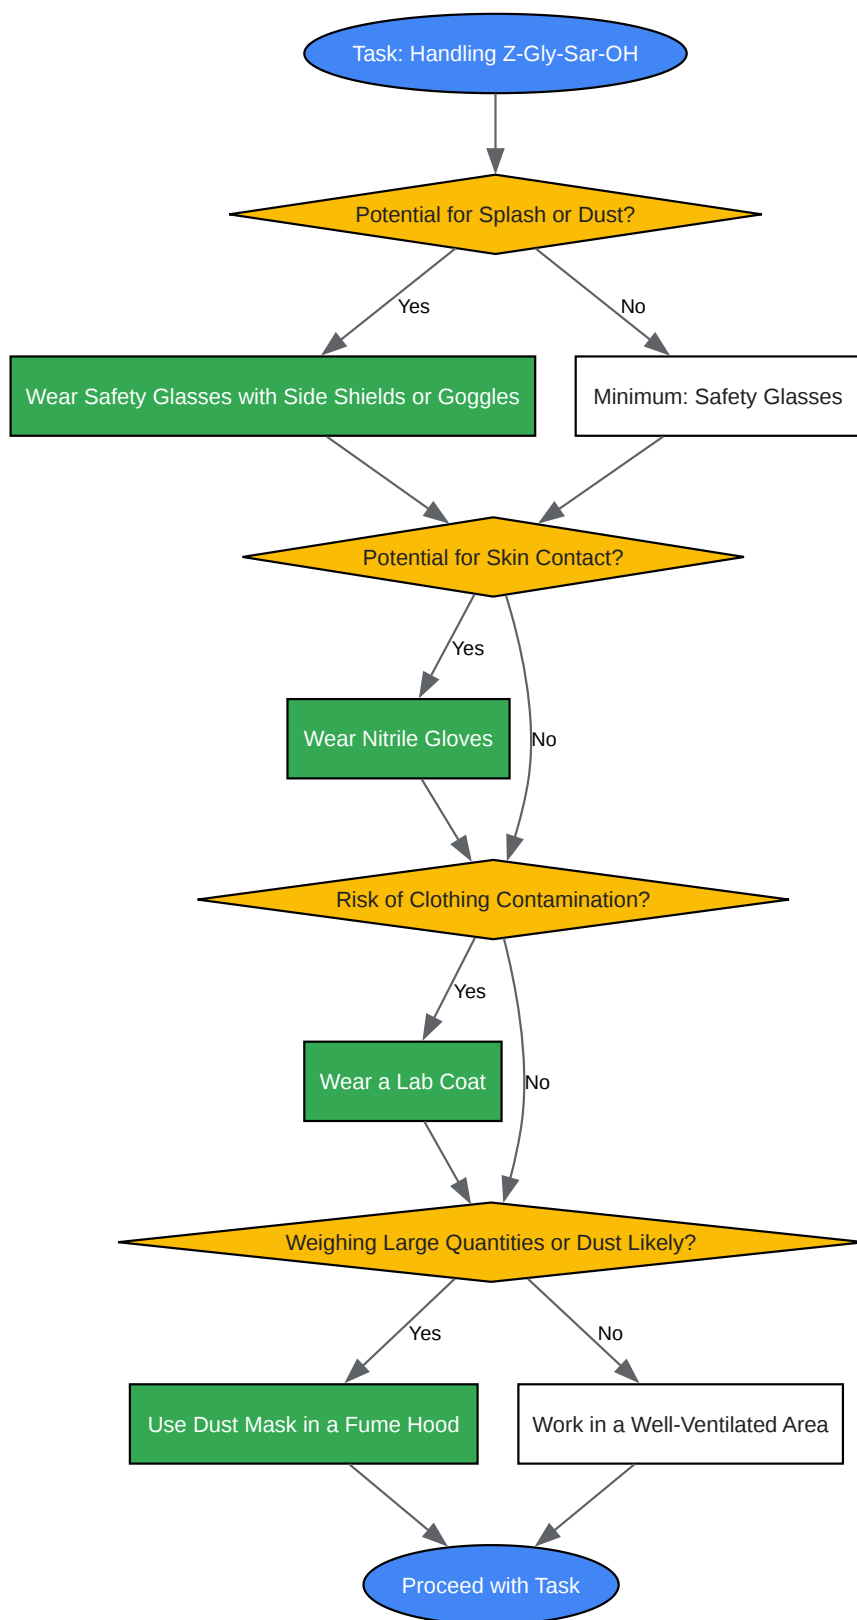 Task: Handling Z-Gly-Sar-OH
Potential for Splash or Dust?
Yes
No
Wear Safety Glasses with Side Shields or Goggles
Minimum: Safety Glasses
Potential for Skin Contact?
Yes
Wear Nitrile Gloves
No
Risk of Clothing Contamination?
Yes
Wear a Lab Coat
No
Weighing Large Quantities or Dust Likely?
Yes
No
Use Dust Mask in a Fume Hood
Work in a Well-Ventilated Area
Proceed with Task